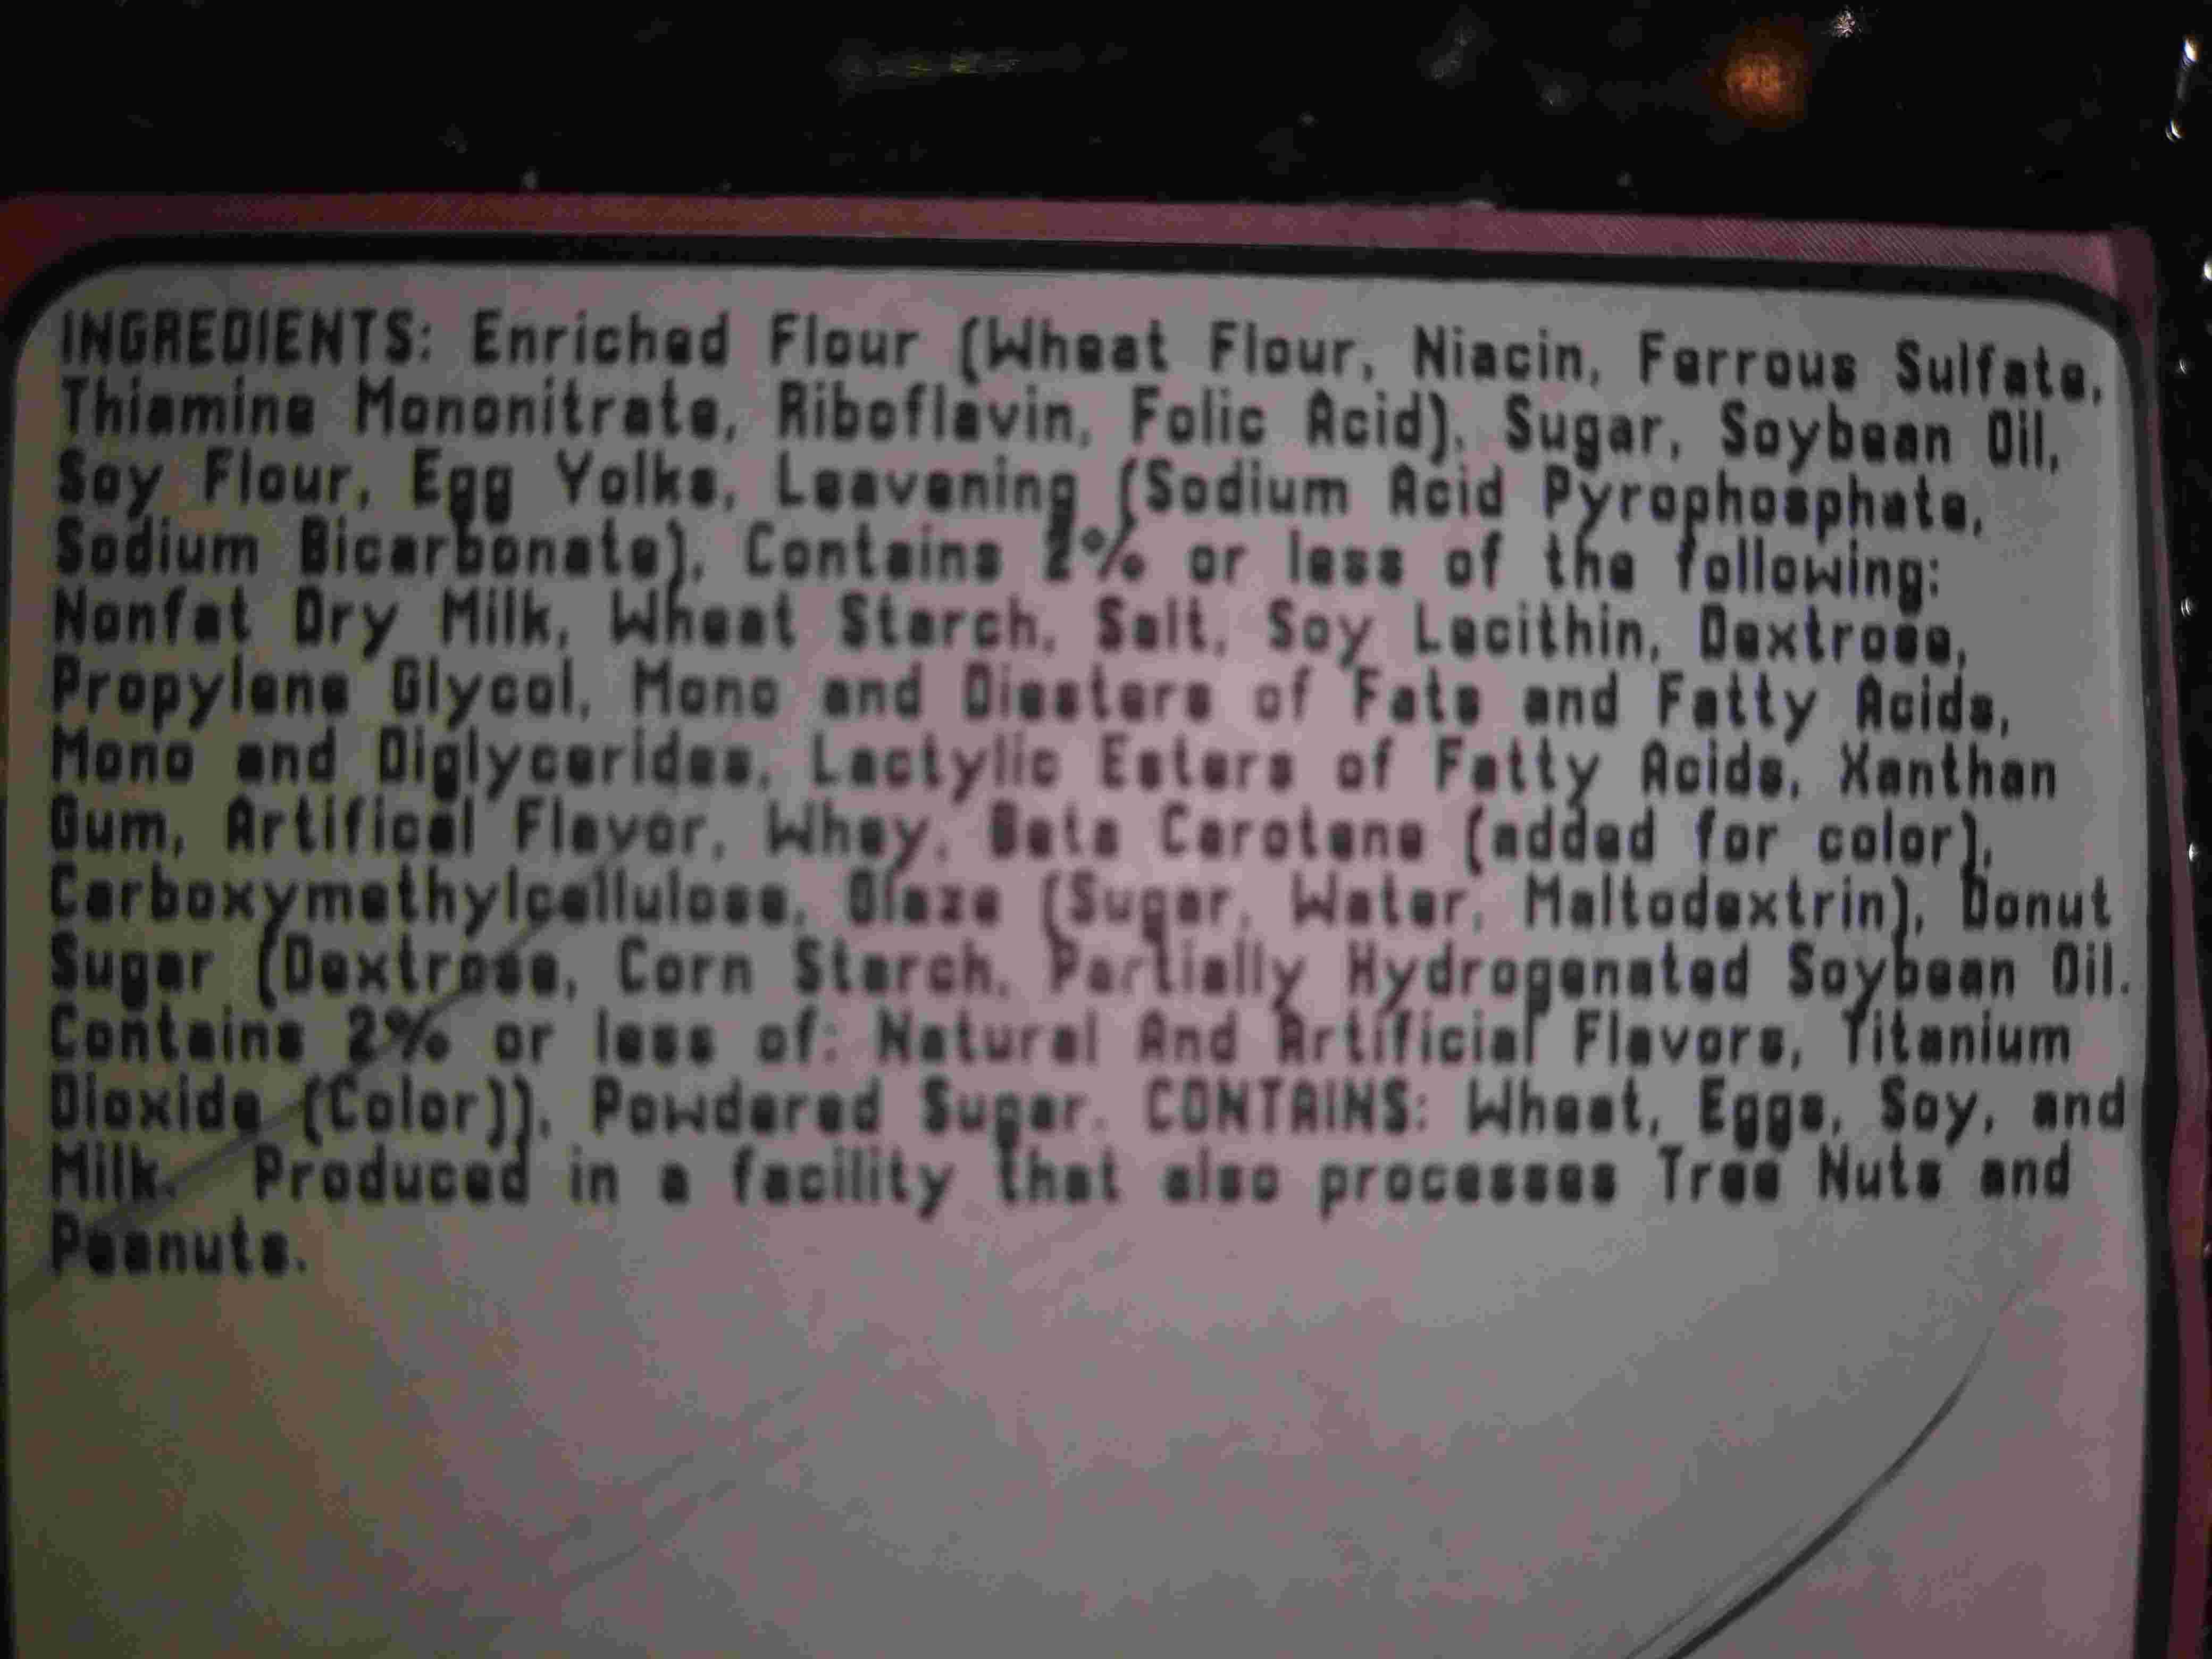 INGREDIENTS: Enriched Flour (Wheat Flour, Niacin, Ferrous Sulfate,
Thiamine Mononitrate, Riboflavin, Folic Acid), Sugar, Soybean Oil,
Soy Flour, Egg Yolks, Leavening (Sodium Acid Pyrophosphate,
Sodium Bicarbonate), Contains 2% or less of the following:
Nonfat Dry Milk, Wheat Starch, Salt, Soy Lecithin, Dextrose,
Propylene Glycol, Mono and Diesters of Fats and Fatty Acids,
Mono and Diglycerides, Lactylic Esters of Fatty Acids, Xanthan
Gum, Artifical Flavor, Whey, Beta Carotene (added for color),
Carboxymethylcellulose, Glaze (Sugar, Water, Maltodextrin), Donut
Sugar (Dextrose, Corn Starch, Partially Hydrogenated Soybean Oil.
Contains 2% or less of: Natural And Artificial Flavors, Titanium
Dioxide (Color)), Powdered Sugar. CONTAINS: Wheat, Eggs, Soy, and
Milk. Produced in a facility that also processes Tree Nuts and
Peanuts.